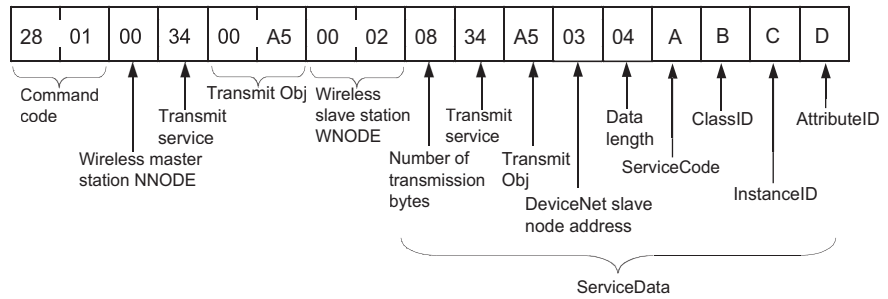 28 01 00 34 00 A5 00 02 08 34 A5 03 04 A B C D
Command
code
Wireless master
station NNODE
Transmit
service
Transmit Obj
Wireless
slave station
WNODE
Number of
transmission
bytes
Transmit
service
Transmit
Obj
DeviceNet slave
node address
Data
length
ServiceCode
ClassID
InstanceID
AttributeID
ServiceData